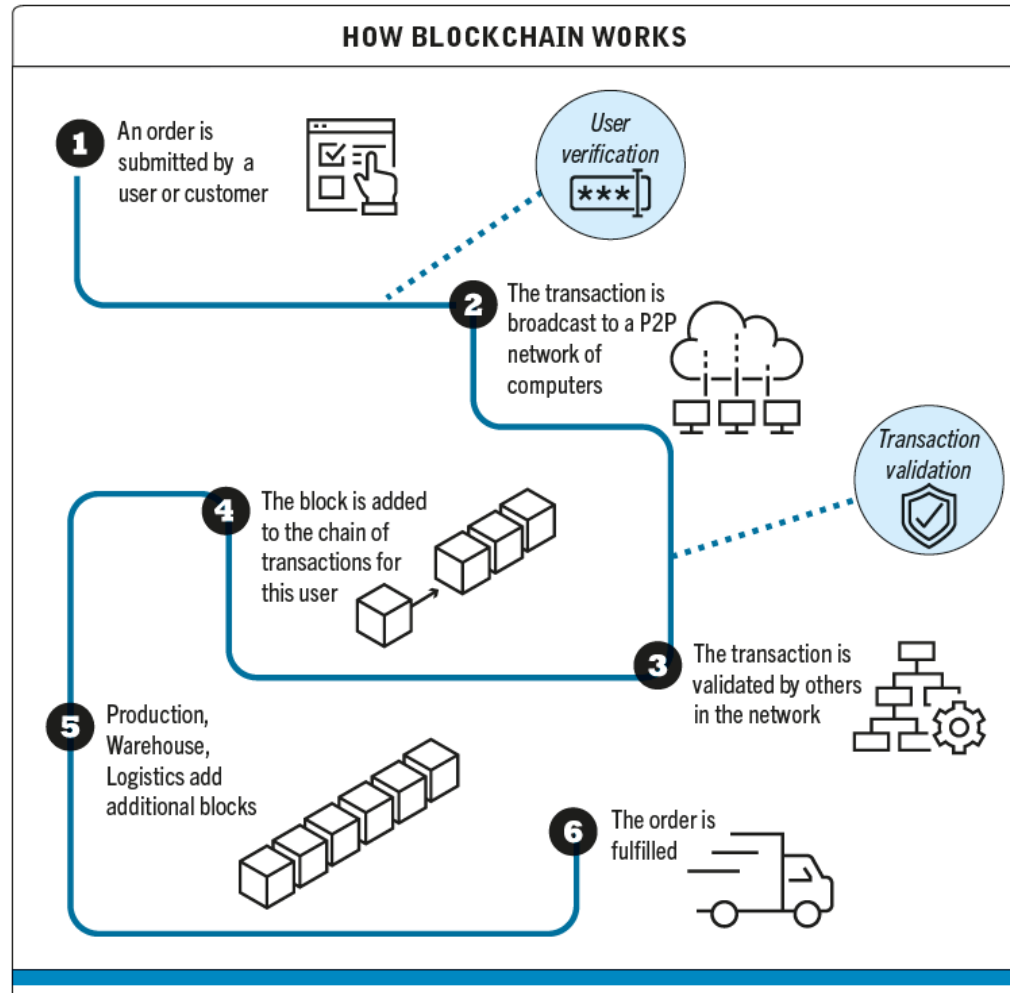 HOW BLOCKCHAIN WORKS
1
An order is
submitted by a
user or customer
User
verification
***
2
The transaction is
broadcast to a P2P
network of
computers
Transaction
validation
3
The transaction is
validated by others
in the network
4
The block is added
to the chain of
transactions for
this user
5
Production,
Warehouse,
Logistics add
additional blocks
6
The order is
fulfilled